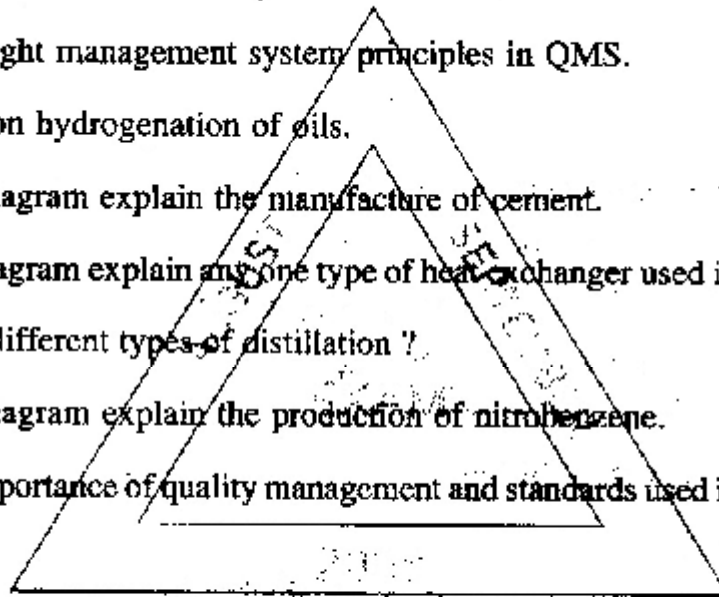 ght management system principles in QMS.
on hydrogenation of oils.
agram explain the manufacture of cement.
agram explain any one type of heat exchanger used i
different types of distillation ?
agram explain the production of nitrobenzene.
portance of quality management and standards used i